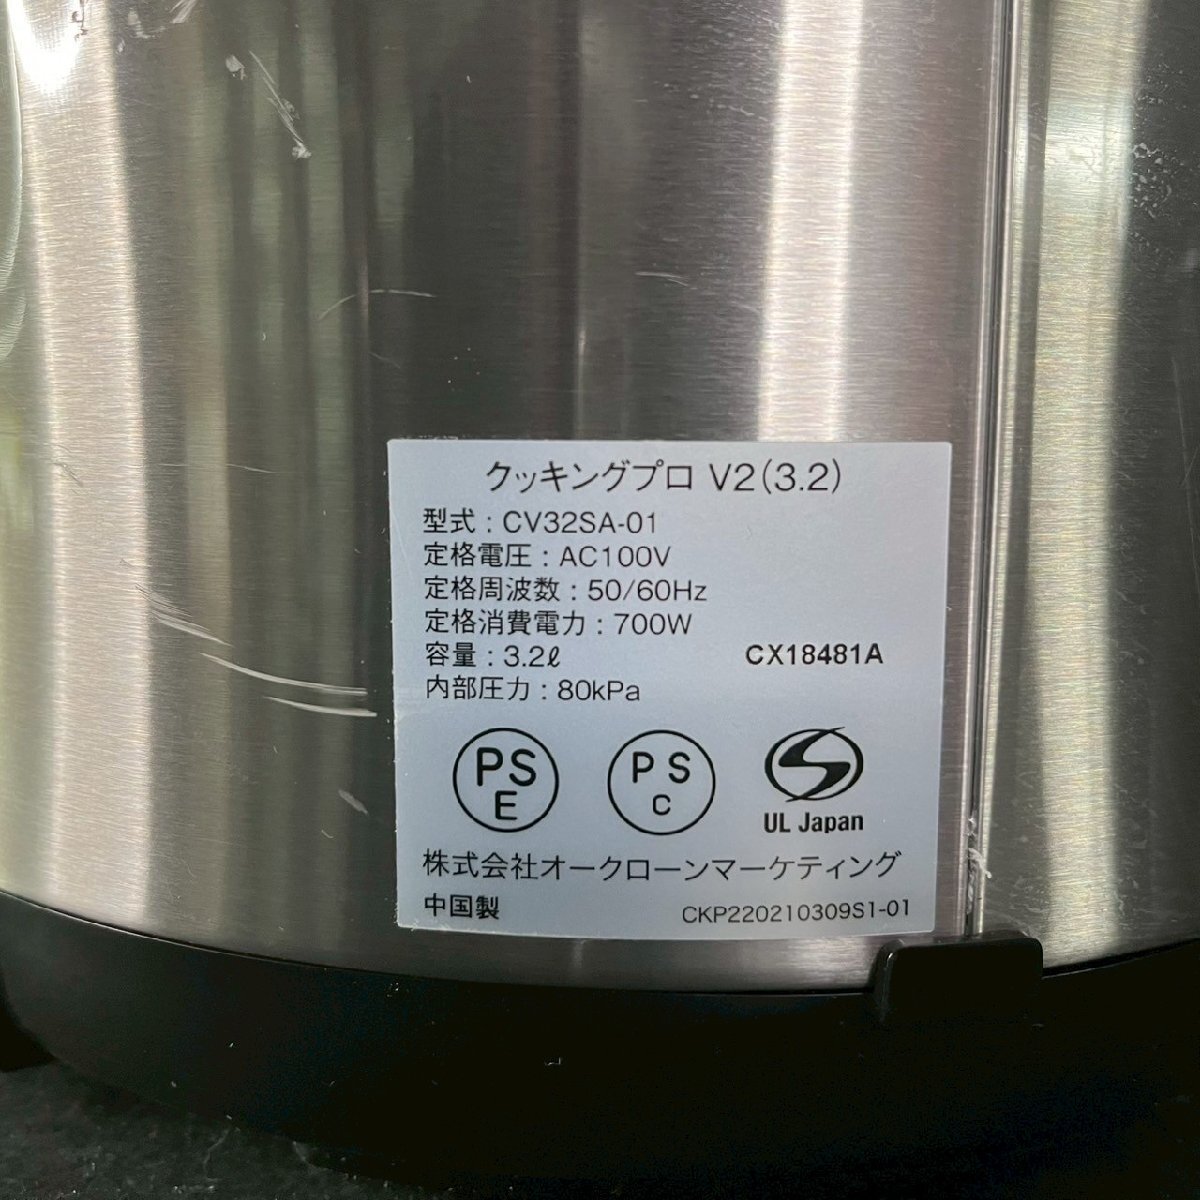 クッキングプロ V2(3.2)
型式:CV32SA-01
定格電圧:AC100V
定格周波数:50/60Hz
定格消費電力:700W
容量:3.2ℓ CX18481A
内部圧力:80kPa
PS E PS C S
UL Japan
株式会社オークローンマーケティング
中国製 CKP220210309S1-01